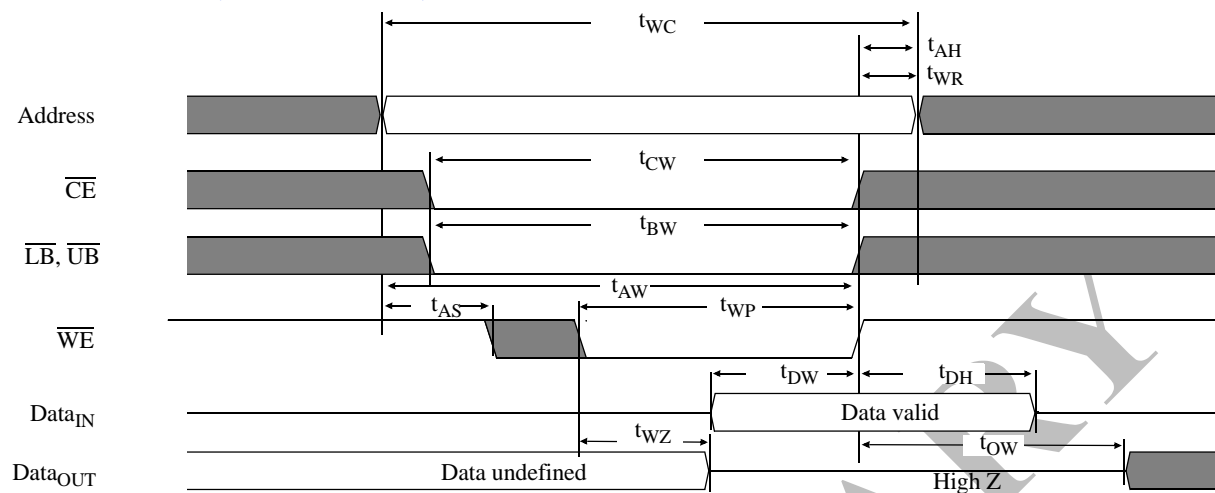 tWC
tAH
tWR
Address
tCW
CE
tBW
LB, UB
tAW
tAS
tWP
WE
tDW
tDH
DataIN
Data valid
tWZ
tOW
DataOUT
Data undefined
High Z